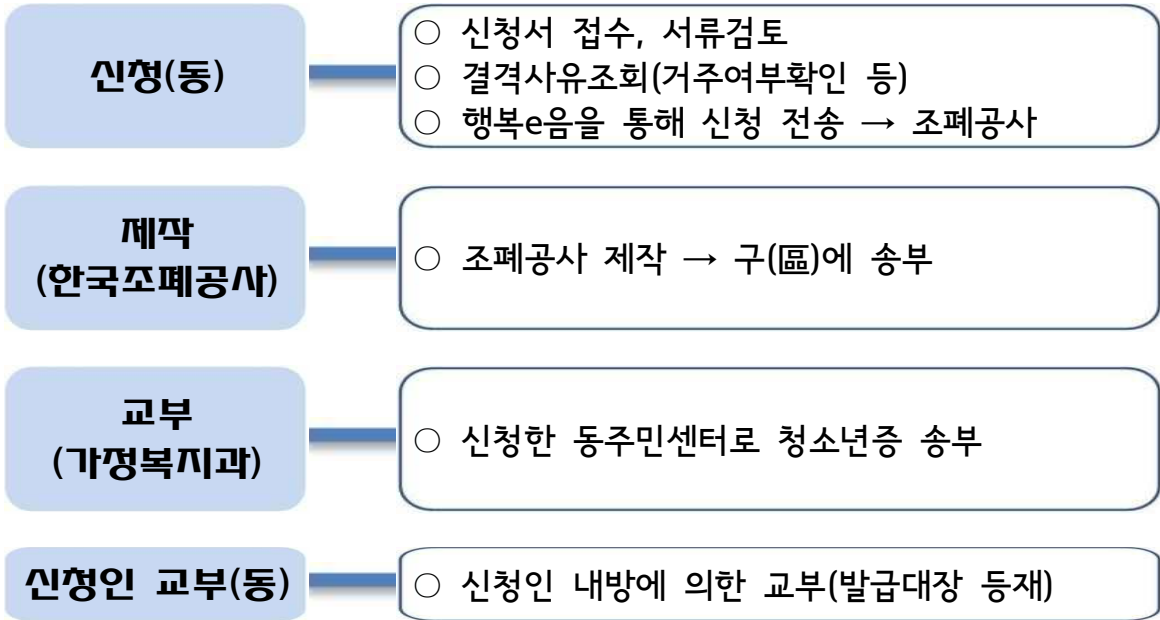 신청(동)
○ 신청서 접수, 서류검토
○ 결격사유조회(거주여부확인 등)
○ 행복e음을 통해 신청 전송 → 조폐공사
제작
(한국조폐공사)
○ 조폐공사 제작 → 구(區)에 송부
교부
(가정복지과)
○ 신청한 동주민센터로 청소년증 송부
신청인 교부(동)
○ 신청인 내방에 의한 교부(발급대장 등재)